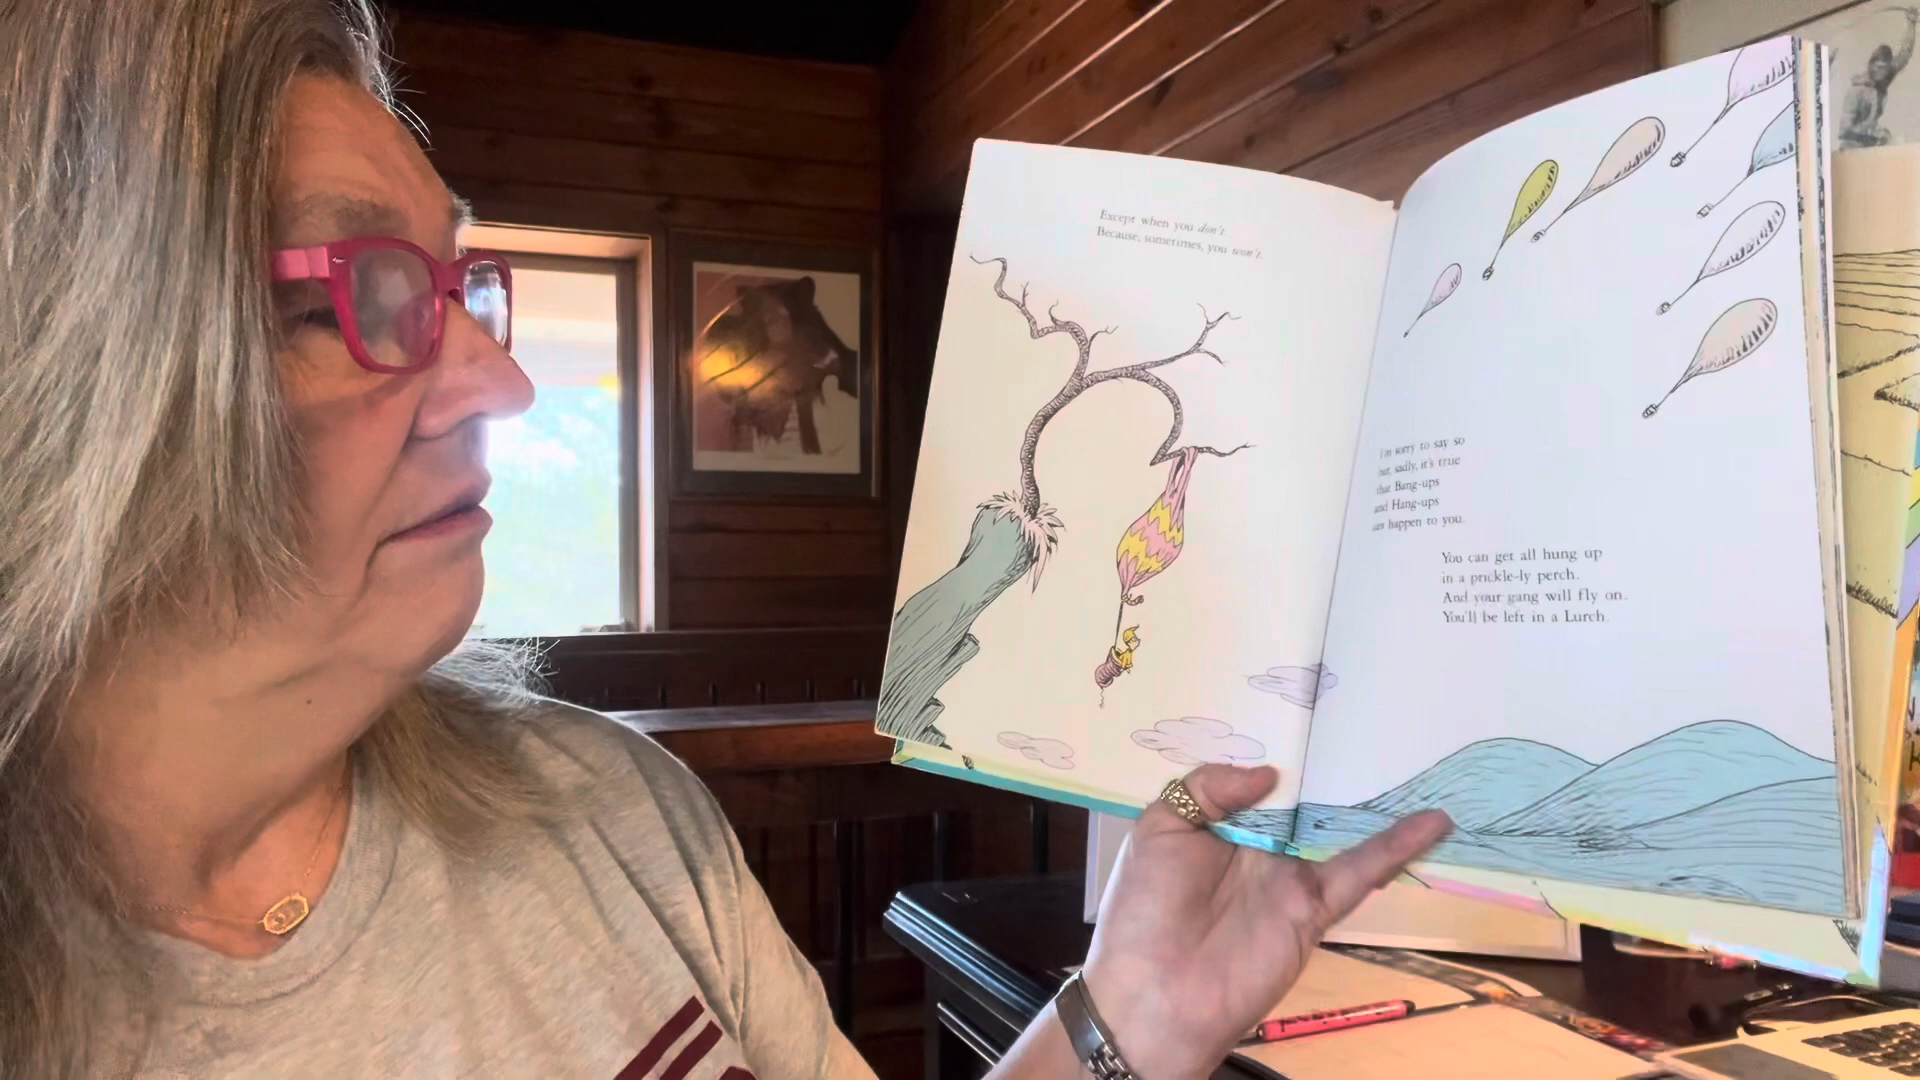 Except when you don't.
Because, sometimes, you won't.
I'm sorry to say so
but, sadly, it's true
that Bang-ups
and Hang-ups
can happen to you.
You can get all hung up
in a prickle-ly perch.
And your gang will fly on.
You'll be left in a Lurch.